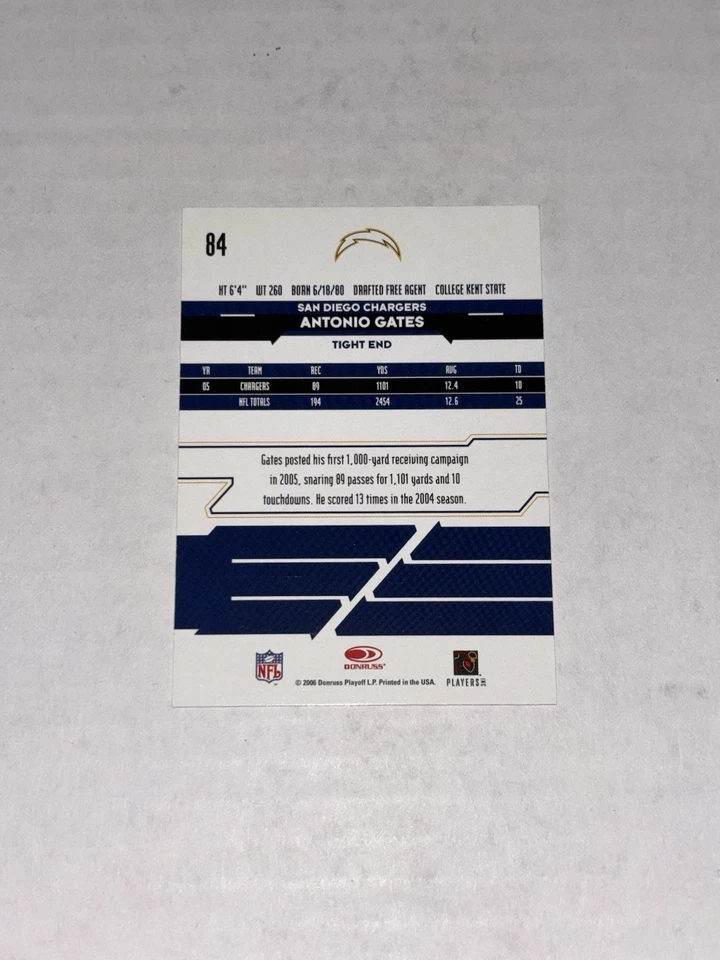 84
HT 6'4" WT 260 BORN 6/18/80 DRAFTED FREE AGENT COLLEGE KENT STATE
SAN DIEGO CHARGERS
ANTONIO GATES
TIGHT END
YR TEAM REC YDS AVG TD
05 CHARGERS 89 1101 12.4 10
NFL TOTALS 194 2454 12.6 25
Gates posted his first 1,000-yard receiving campaign
in 2005, snaring 89 passes for 1,101 yards and 10
touchdowns. He scored 13 times in the 2004 season.
NFL
DONRUSS
PLAYERS INC
© 2006 Donruss Playoff L.P. Printed in the USA.